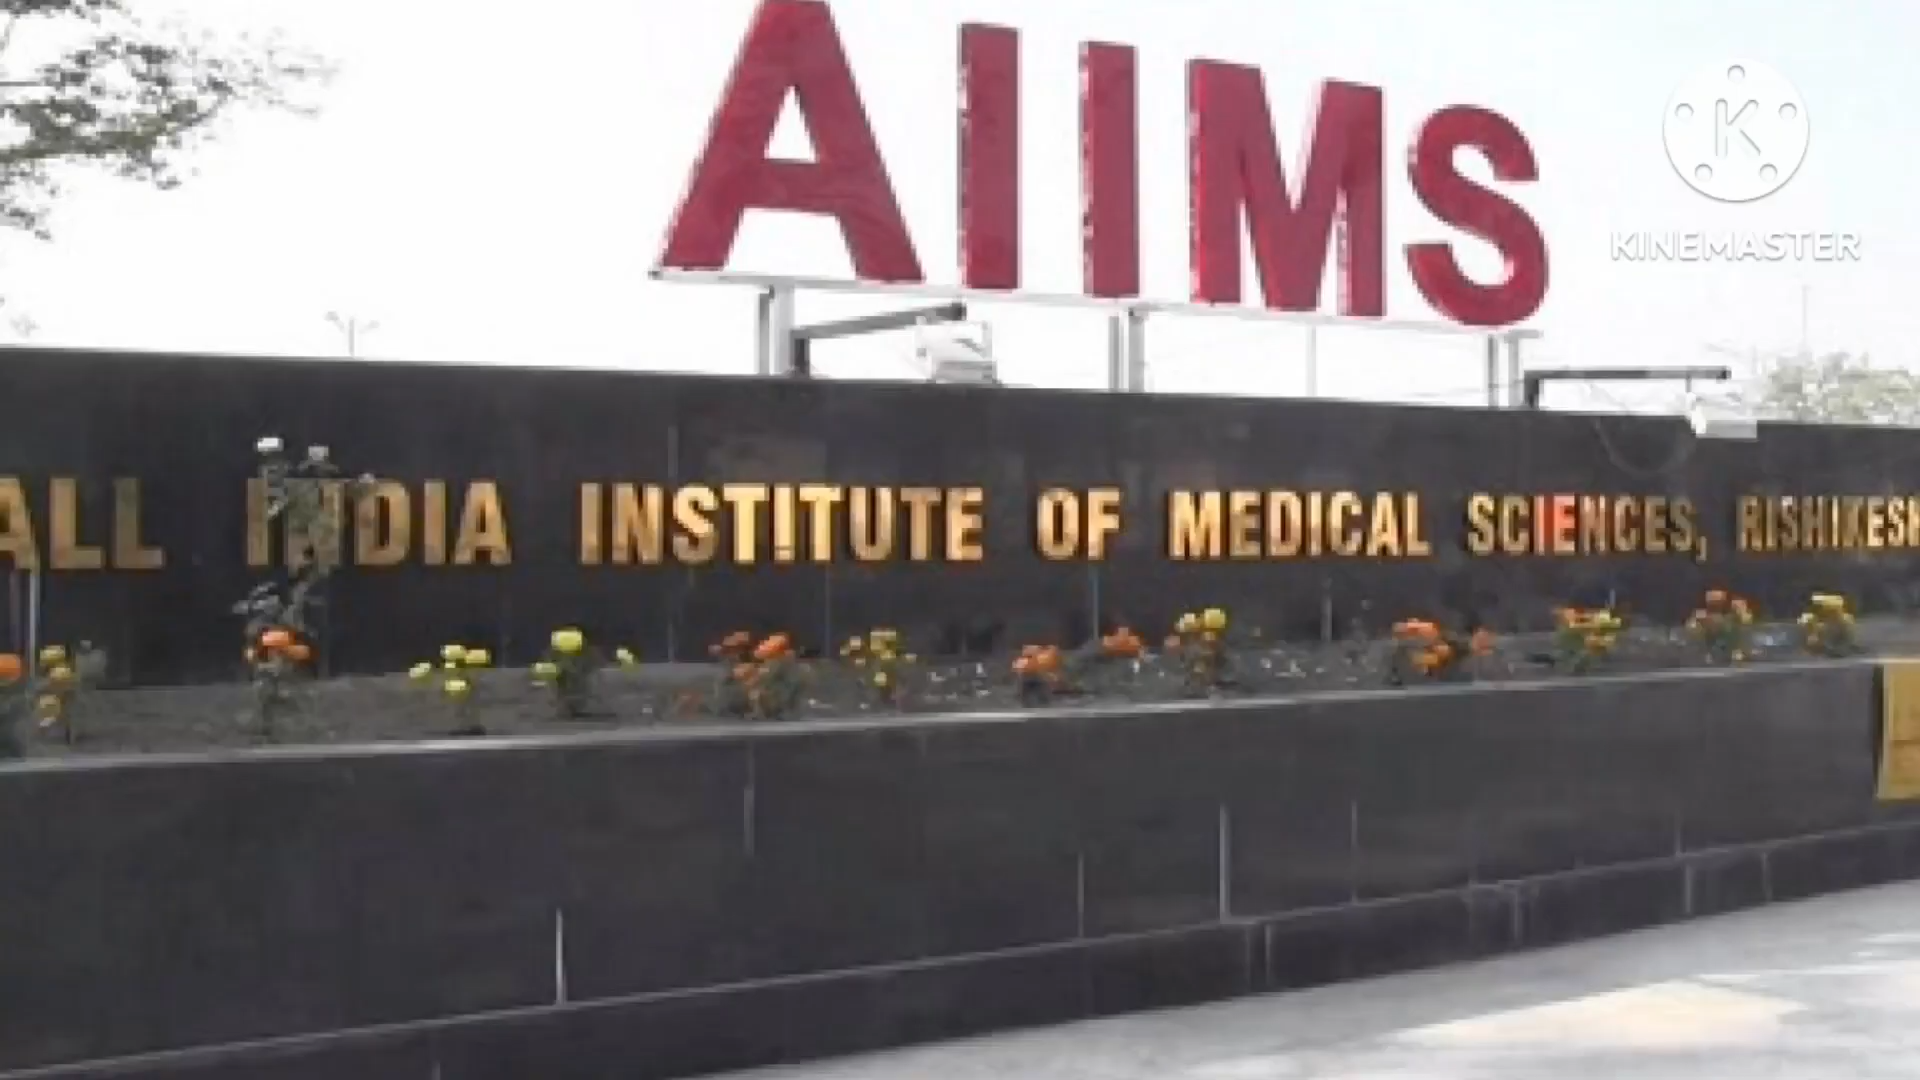 AIIMS
K
KINEMASTER
ALL INDIA INSTITUTE OF MEDICAL SCIENCES, RISHIKESH